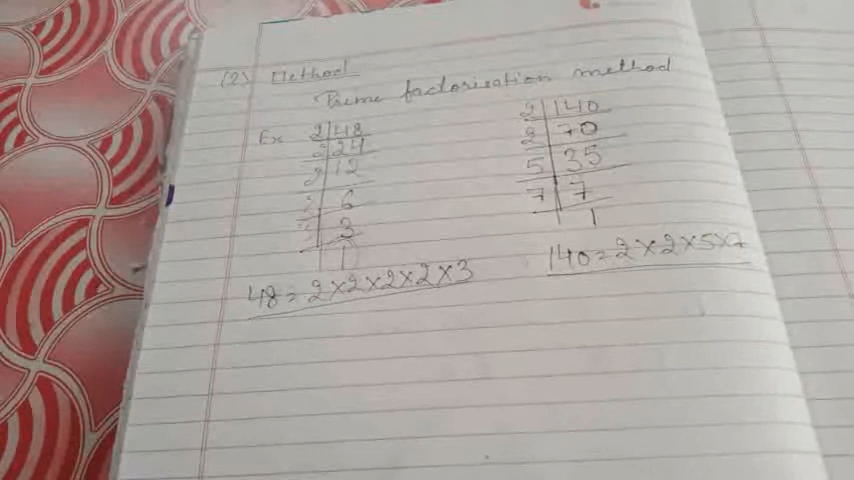 (2) Method
Prime factorisation method
Ex 2|48
2|24
2|12
2|6
3|3
1
48 = 2×2×2×2×3
2|140
2|70
5|35
7|7
1
140 = 2×2×5×7